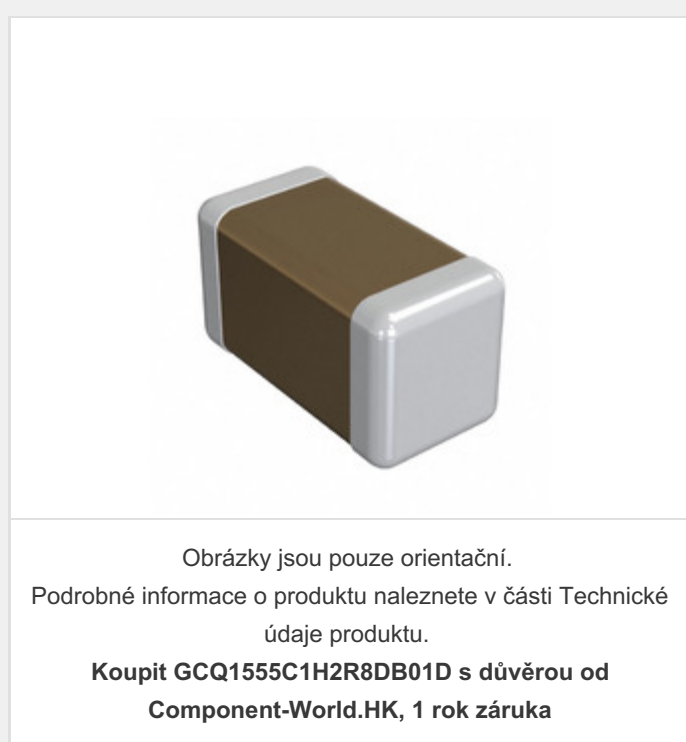 Obrázky jsou pouze orientační.
Podrobné informace o produktu naleznete v části Technické
údaje produktu.
Koupit GCQ1555C1H2R8DB01D s důvěrou od
Component-World.HK, 1 rok záruka